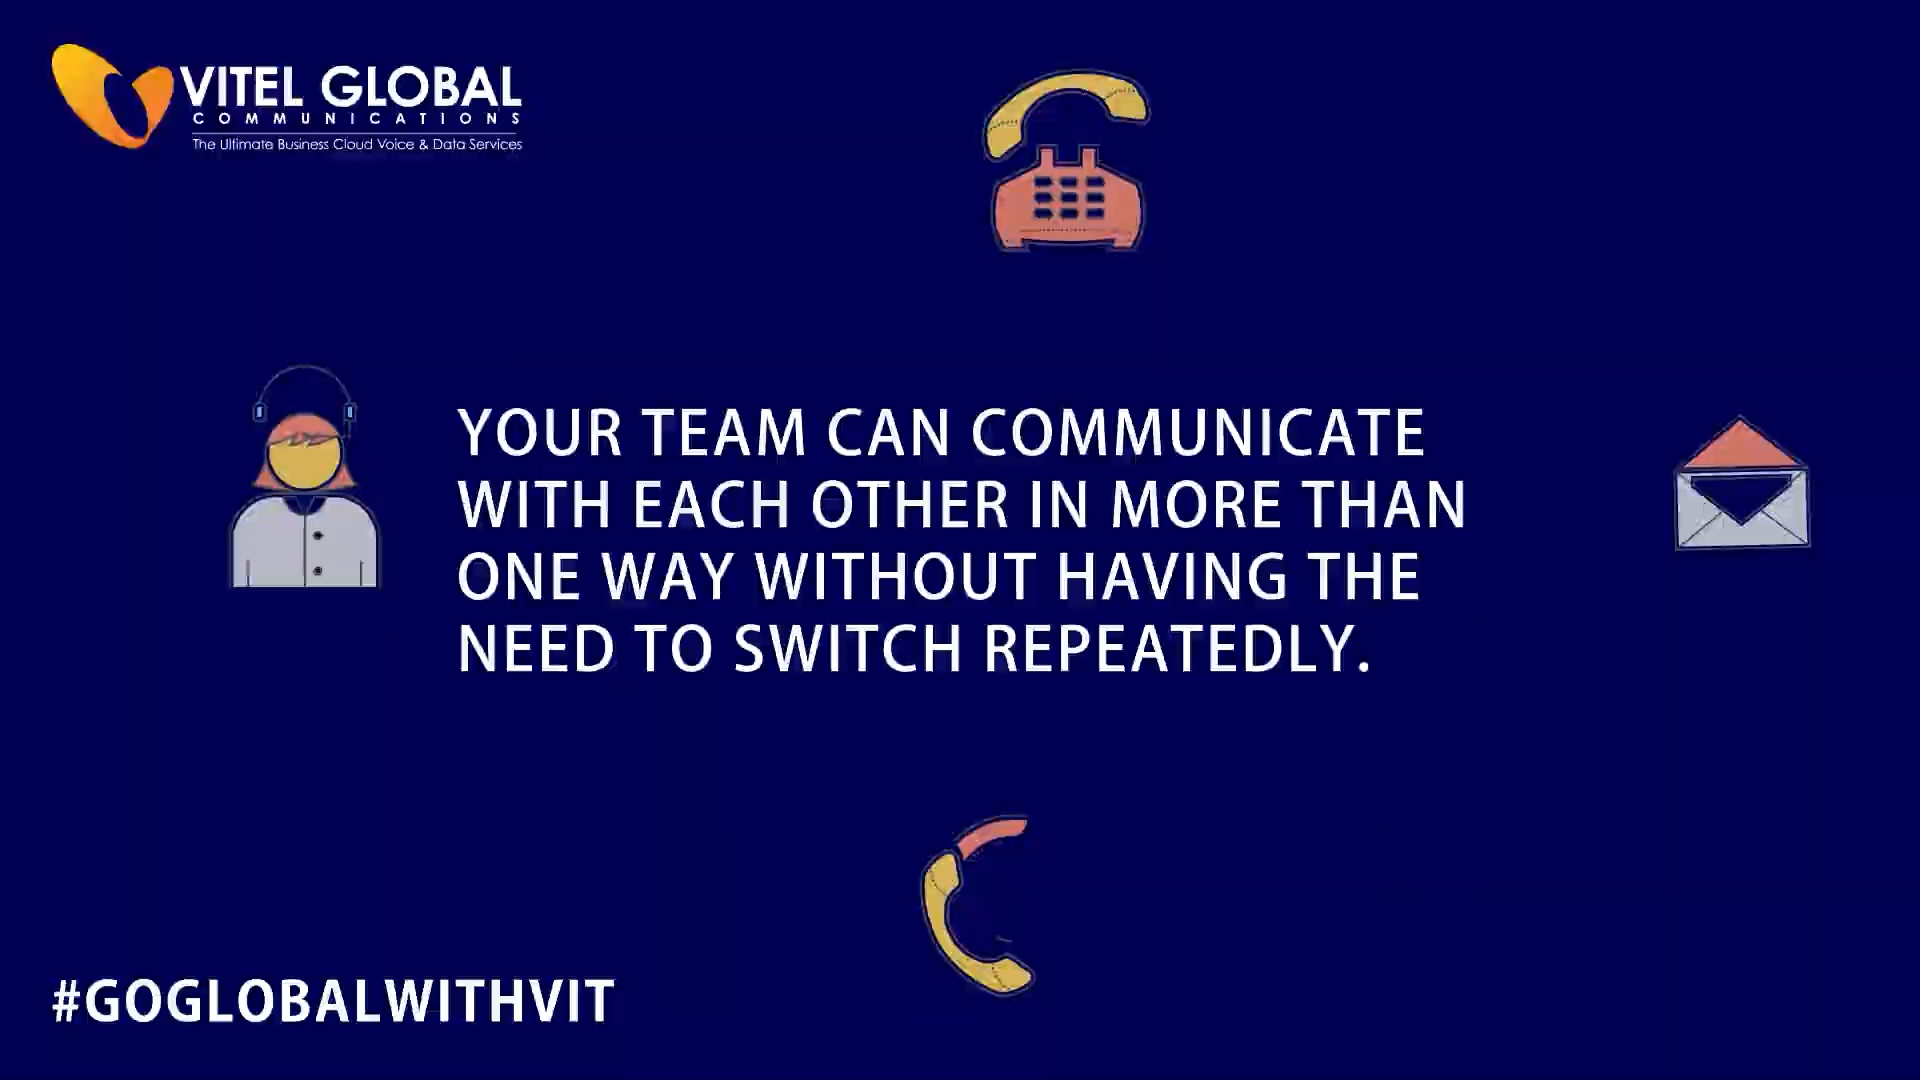 VITEL GLOBAL
COMMUNICATIONS
The Ultimate Business Cloud Voice & Data Services
YOUR TEAM CAN COMMUNICATE
WITH EACH OTHER IN MORE THAN
ONE WAY WITHOUT HAVING THE
NEED TO SWITCH REPEATEDLY.
#GOGLOBALWITHVIT